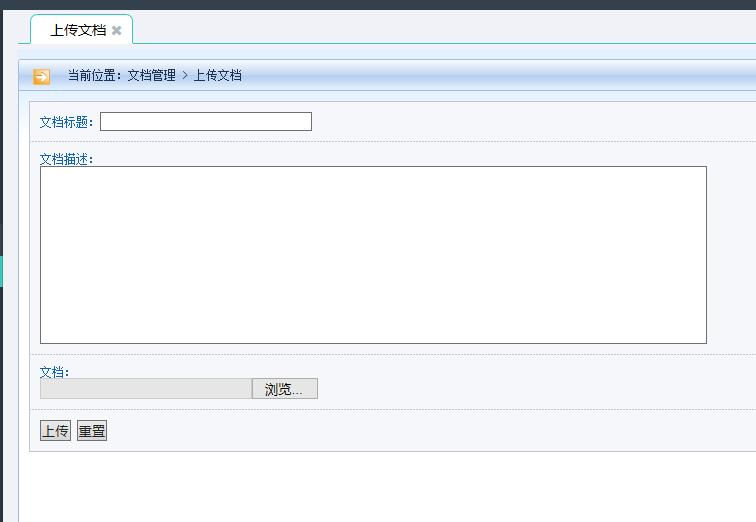 上传文档
当前位置：文档管理 > 上传文档
文档标题：
文档描述：
文档：
浏览...
上传 重置